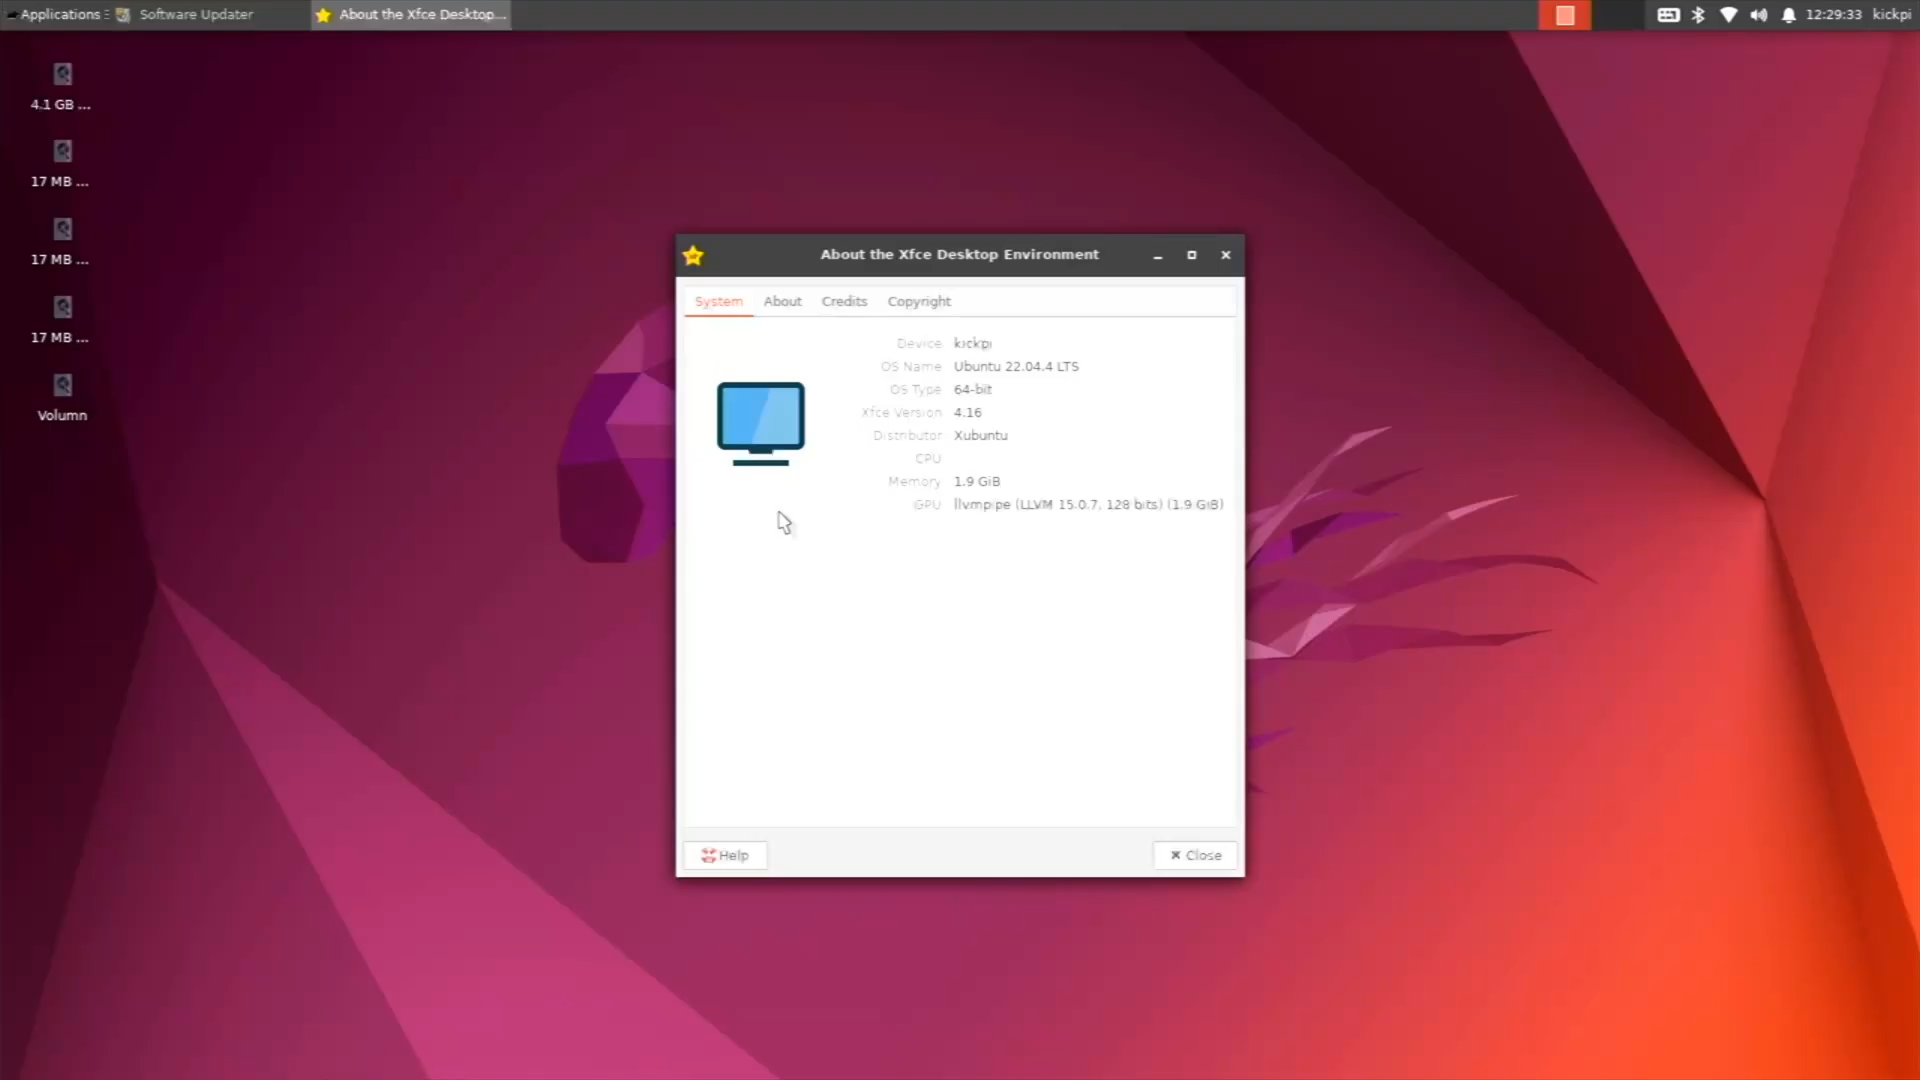 Applications
Software Updater
About the Xfce Desktop...
12:29:33
kickpi
4.1 GB ...
17 MB ...
17 MB ...
17 MB ...
Volumn
About the Xfce Desktop Environment
System
About
Credits
Copyright
Device kickpi
OS Name Ubuntu 22.04.4 LTS
OS Type 64-bit
Xfce Version 4.16
Distributor Xubuntu
CPU
Memory 1.9 GiB
GPU llvmpipe (LLVM 15.0.7, 128 bits) (1.9 GiB)
Help
Close